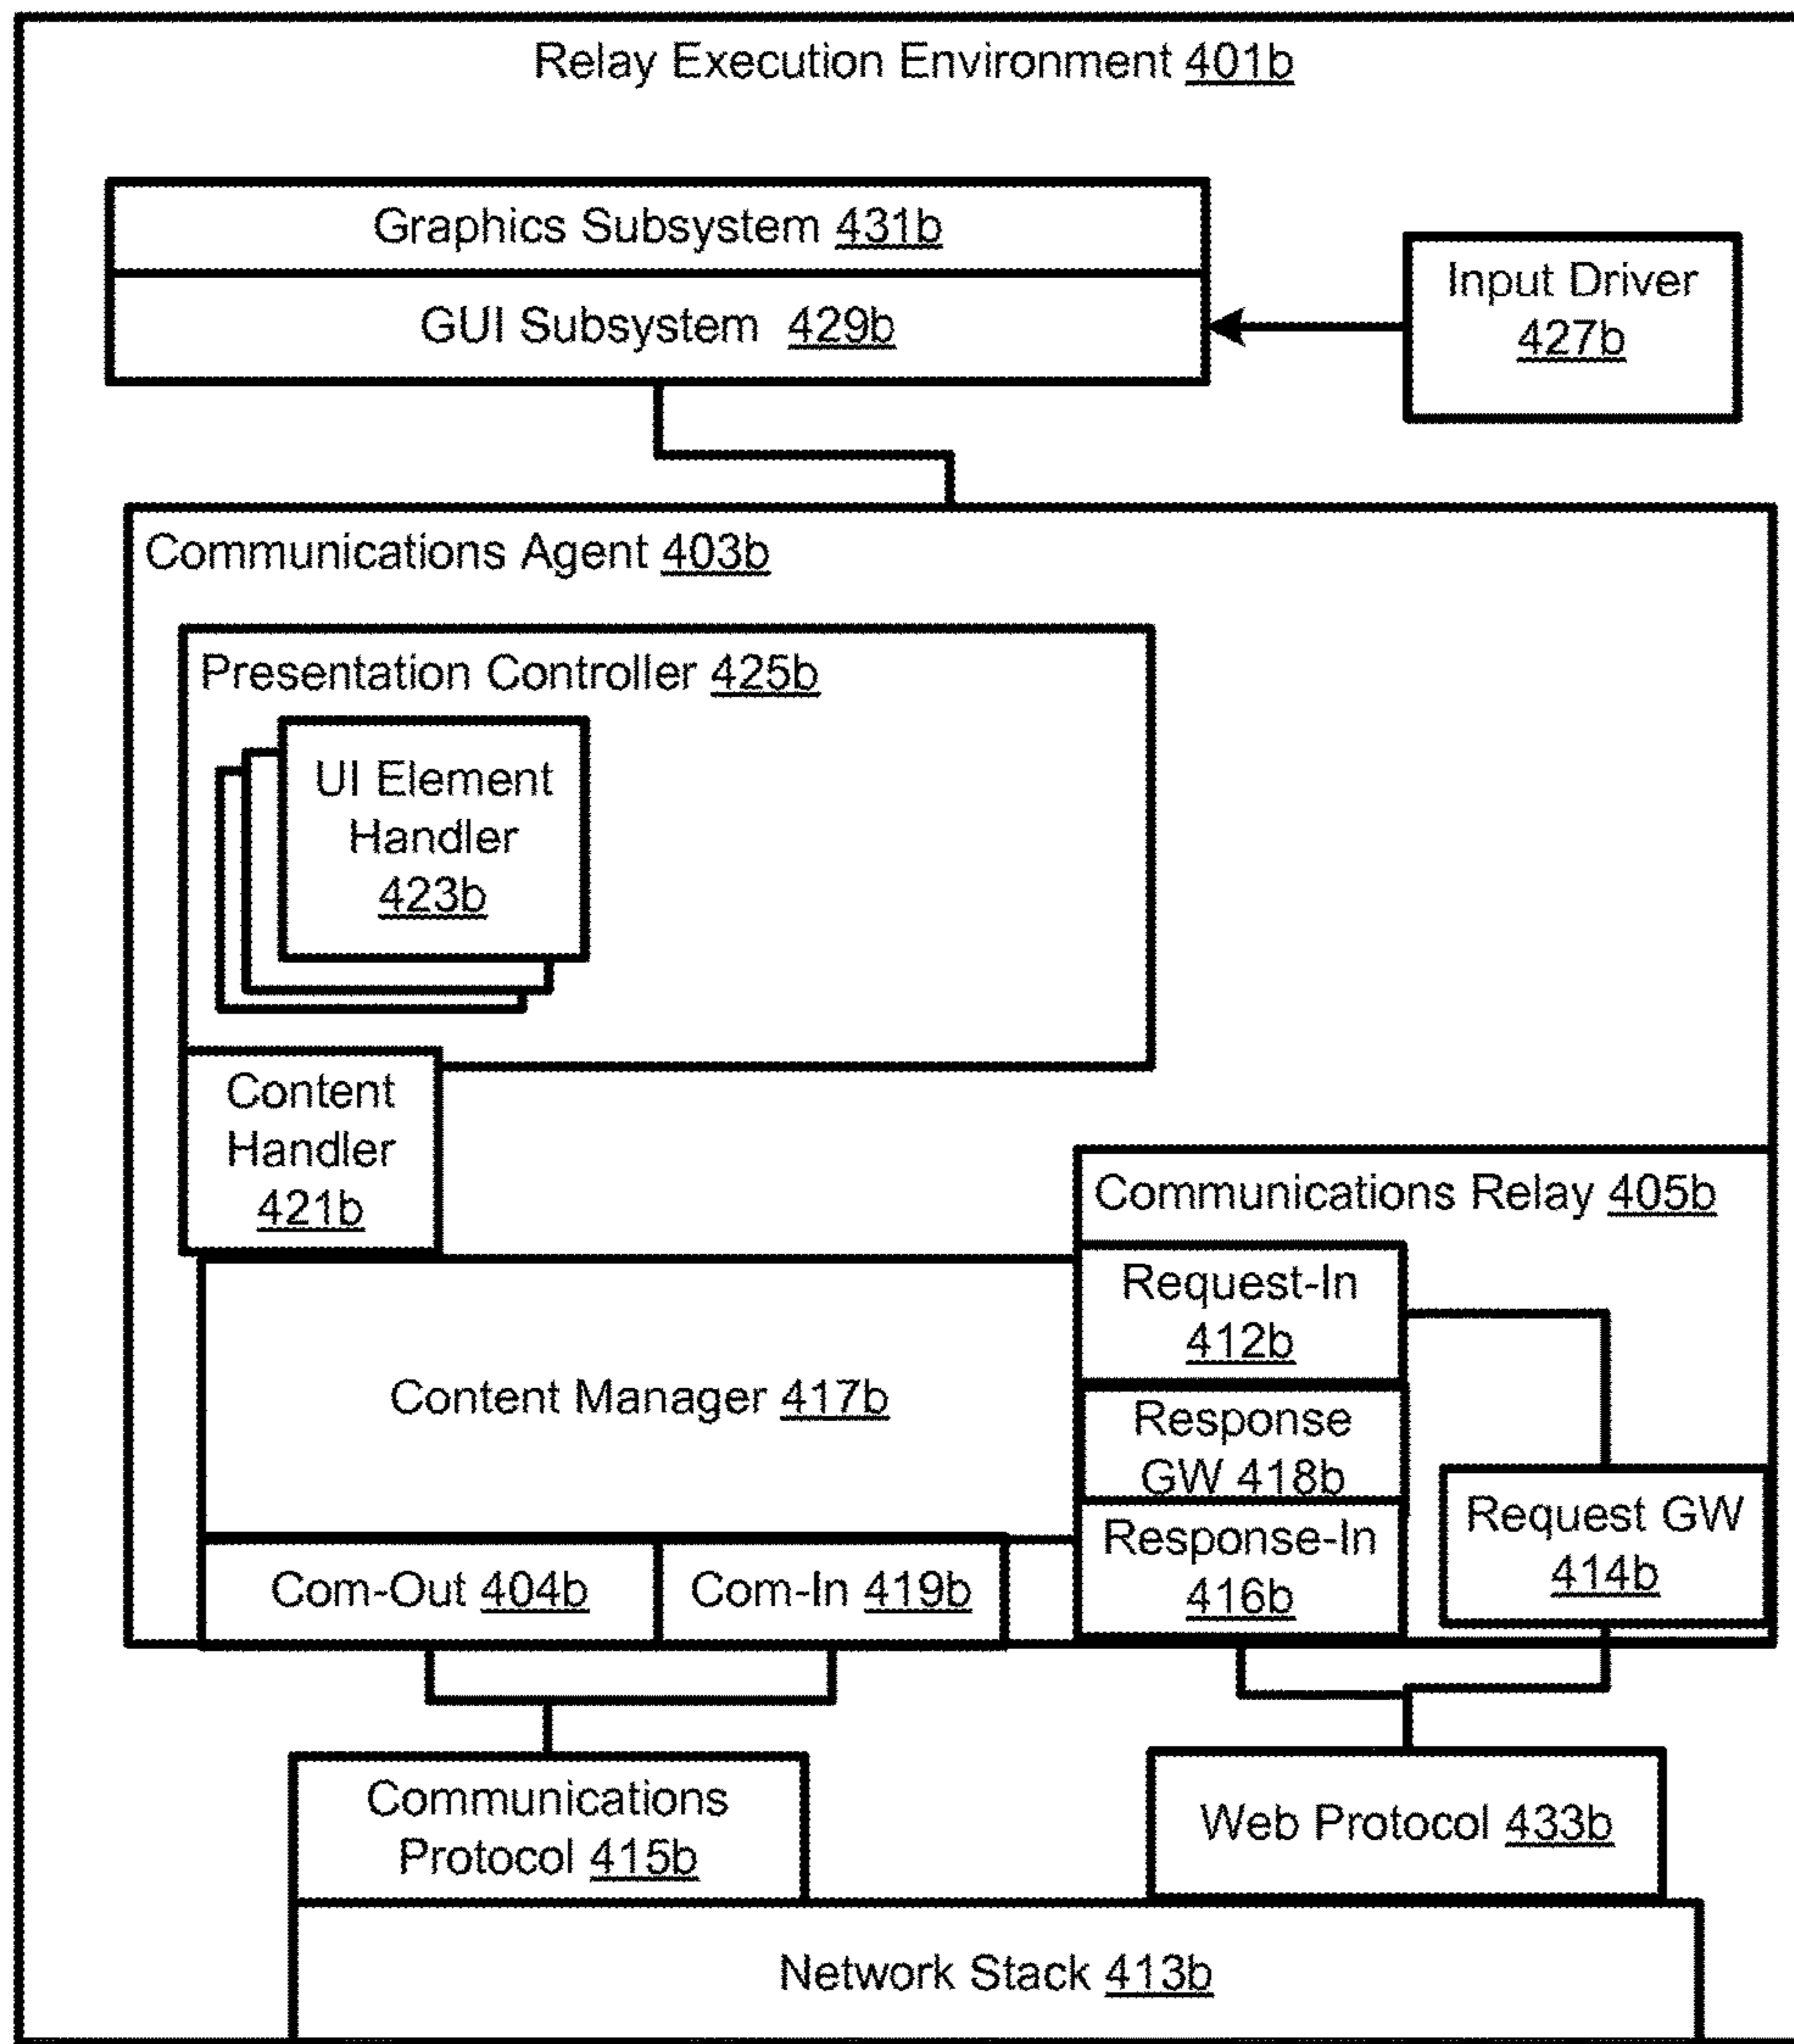 Relay Execution Environment 401b
Graphics Subsystem 431b
GUI Subsystem 429b
Input Driver
427b
Communications Agent 403b
Presentation Controller 425b
UI Element
Handler
423b
Content
Handler
421b
Communications Relay 405b
Request-In
412b
Content Manager 417b
Response
GW 418b
Request GW
414b
Response-In
416b
Com-Out 404b
Com-In 419b
Communications
Protocol 415b
Web Protocol 433b
Network Stack 413b